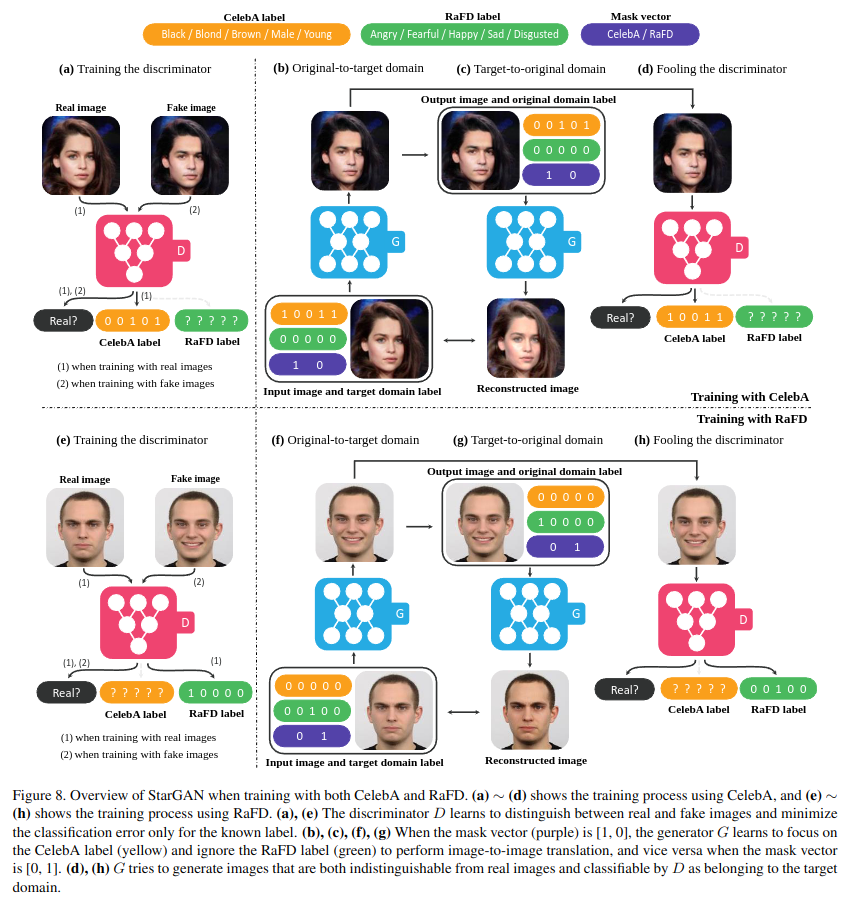 CelebA label
RaFD label
Mask vector
Black / Blond / Brown / Male / Young
Angry / Fearful / Happy / Sad / Disgusted
CelebA / RaFD
(a) Training the discriminator
(b) Original-to-target domain
(c) Target-to-original domain
(d) Fooling the discriminator
Real image
Fake image
(1)
(2)
D
(1), (2)
(1)
Real?
0 0 1 0 1
? ? ? ? ?
CelebA label
RaFD label
(1) when training with real images
(2) when training with fake images
Output image and original domain label
0 0 1 0 1
0 0 0 0 0
1 0
G
G
1 0 0 1 1
0 0 0 0 0
1 0
Input image and target domain label
Reconstructed image
D
Real?
1 0 0 1 1
? ? ? ? ?
CelebA label
RaFD label
Training with CelebA
Training with RaFD
(e) Training the discriminator
(f) Original-to-target domain
(g) Target-to-original domain
(h) Fooling the discriminator
Real image
Fake image
(1)
(2)
D
(1), (2)
(1)
Real?
? ? ? ? ?
1 0 0 0 0
CelebA label
RaFD label
(1) when training with real images
(2) when training with fake images
Output image and original domain label
0 0 0 0 0
1 0 0 0 0
0 1
G
G
0 0 0 0 0
0 0 1 0 0
0 1
Input image and target domain label
Reconstructed image
D
Real?
? ? ? ? ?
0 0 1 0 0
CelebA label
RaFD label
Figure 8. Overview of StarGAN when training with both CelebA and RaFD. (a) ∼ (d) shows the training process using CelebA, and (e) ∼
(h) shows the training process using RaFD. (a), (e) The discriminator D learns to distinguish between real and fake images and minimize
the classification error only for the known label. (b), (c), (f), (g) When the mask vector (purple) is [1, 0], the generator G learns to focus on
the CelebA label (yellow) and ignore the RaFD label (green) to perform image-to-image translation, and vice versa when the mask vector
is [0, 1]. (d), (h) G tries to generate images that are both indistinguishable from real images and classifiable by D as belonging to the target
domain.